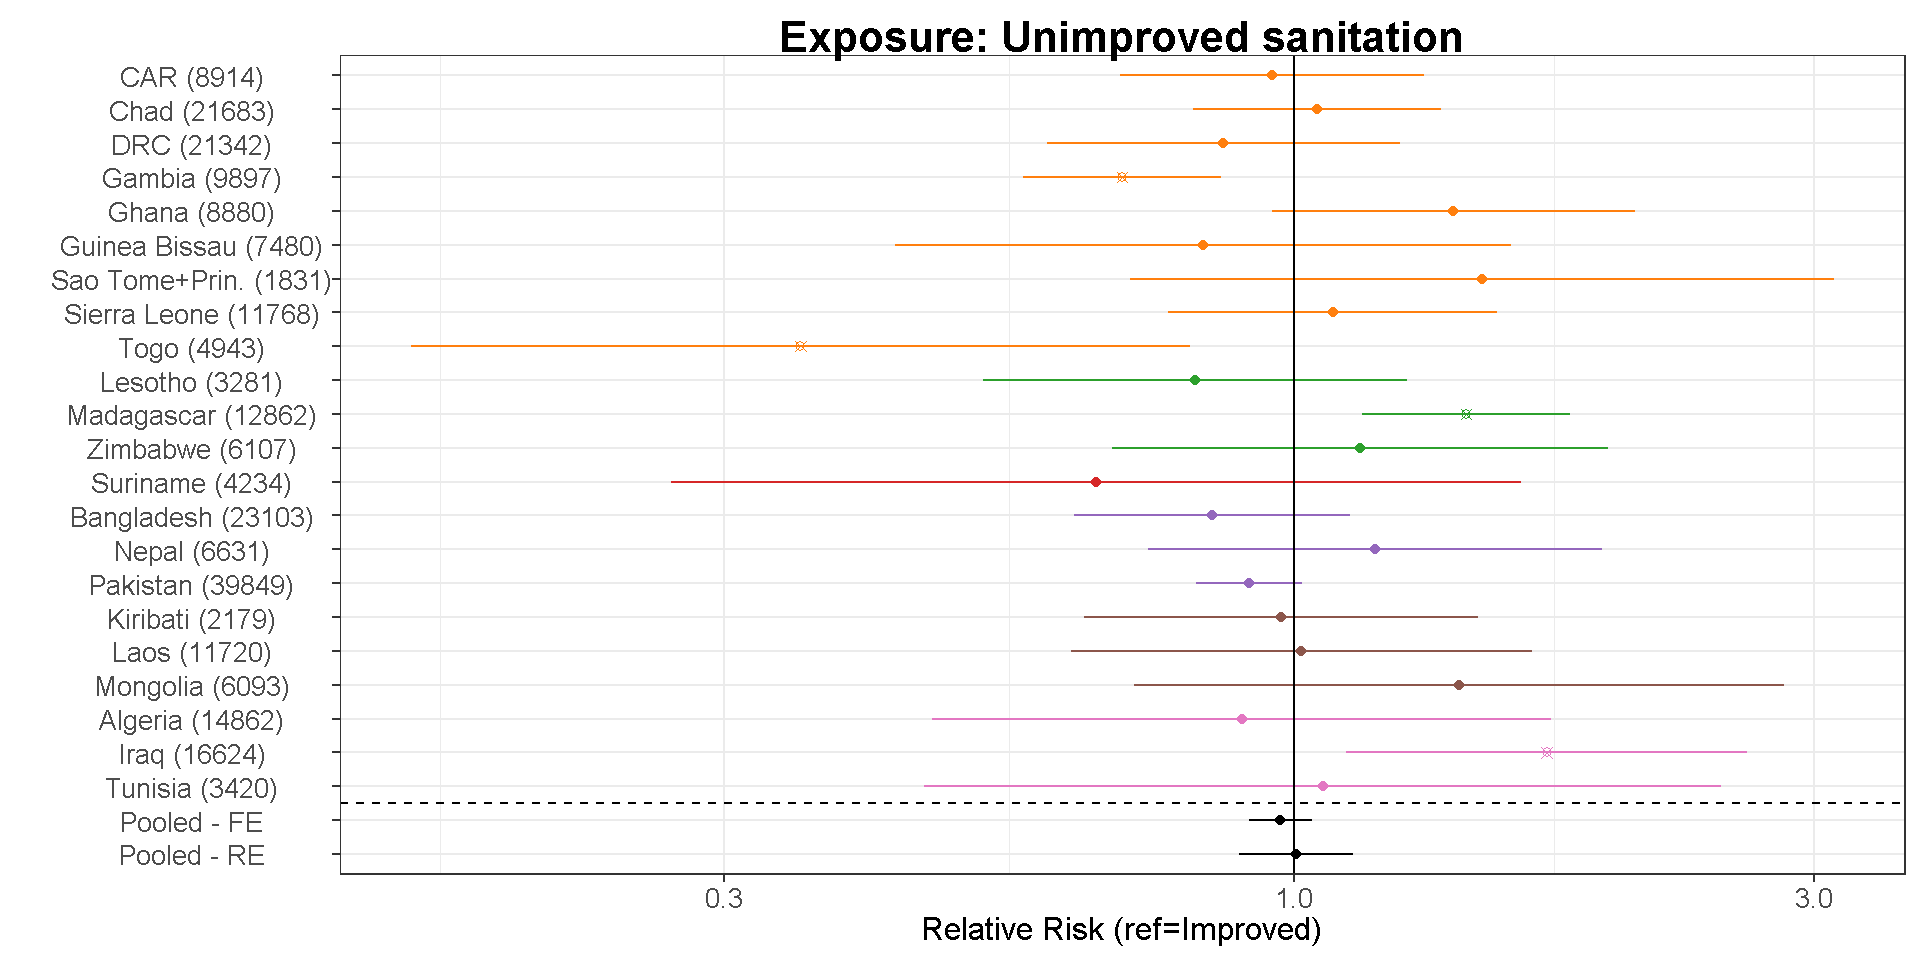 Exposure: Unimproved sanitation
CAR (8914)
Chad (21683)
DRC (21342)
Gambia (9897)
Ghana (8880)
Guinea Bissau (7480)
Sao Tome+Prin. (1831)
Sierra Leone (11768)
Togo (4943)
Lesotho (3281)
Madagascar (12862)
Zimbabwe (6107)
Suriname (4234)
Bangladesh (23103)
Nepal (6631)
Pakistan (39849)
Kiribati (2179)
Laos (11720)
Mongolia (6093)
Algeria (14862)
Iraq (16624)
Tunisia (3420)
Pooled - FE
Pooled - RE
0.3 1.0 3.0
Relative Risk (ref=Improved)